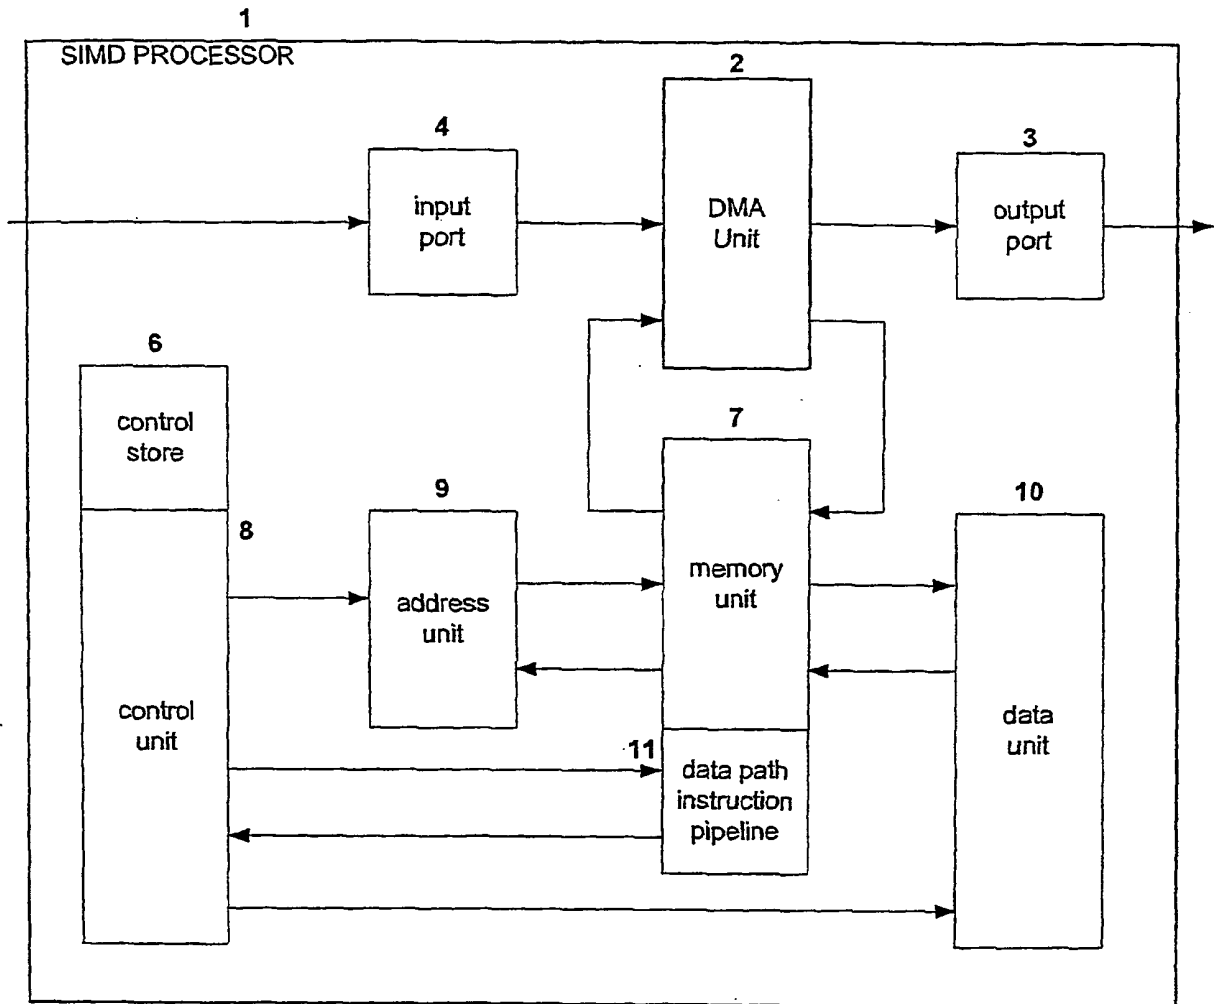 1
SIMD PROCESSOR
2
4
3
input
port
DMA
Unit
output
port
6
control
store
7
9
10
8
address
unit
memory
unit
control
unit
data
unit
11
data path
instruction
pipeline